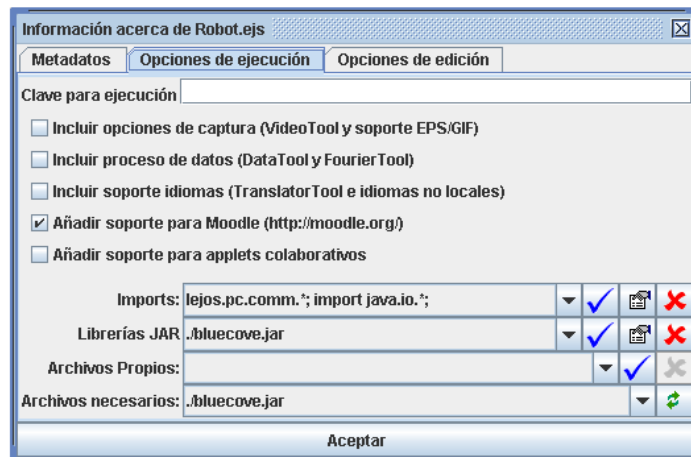 Información acerca de Robot.ejs
Metadatos Opciones de ejecución Opciones de edición
Clave para ejecución
Incluir opciones de captura (VideoTool y soporte EPS/GIF)
Incluir proceso de datos (DataTool y FourierTool)
Incluir soporte idiomas (TranslatorTool e idiomas no locales)
Añadir soporte para Moodle (http://moodle.org/)
Añadir soporte para applets colaborativos
Imports: lejos.pc.comm.*; import java.io.*;
Librerías JAR ./bluecove.jar
Archivos Propios:
Archivos necesarios: ./bluecove.jar
Aceptar